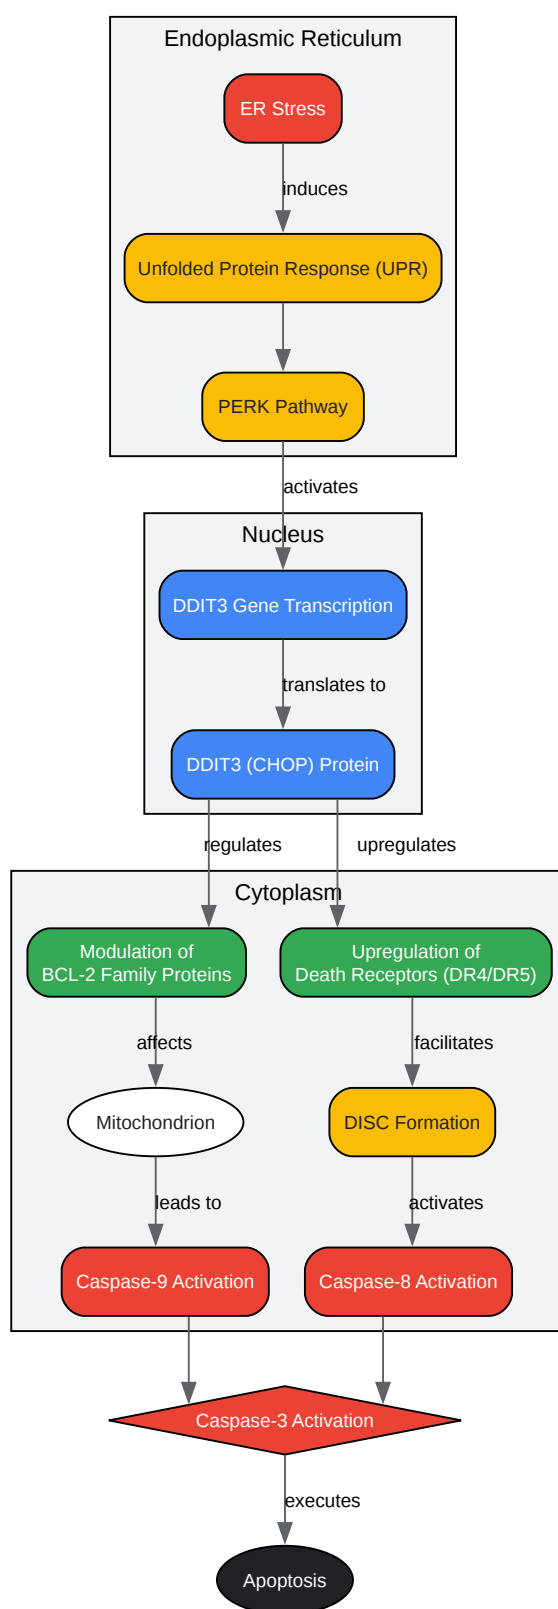 Endoplasmic Reticulum
ER Stress
induces
Unfolded Protein Response (UPR)
PERK Pathway
activates
Nucleus
DDIT3 Gene Transcription
translates to
DDIT3 (CHOP) Protein
regulates
upregulates
Cytoplasm
Modulation of
BCL-2 Family Proteins
Upregulation of
Death Receptors (DR4/DR5)
affects
facilitates
Mitochondrion
DISC Formation
leads to
activates
Caspase-9 Activation
Caspase-8 Activation
Caspase-3 Activation
executes
Apoptosis